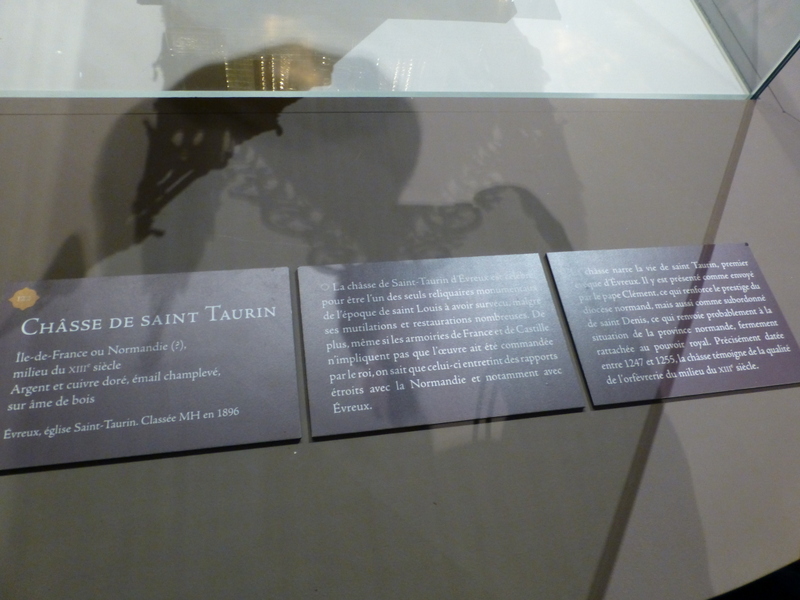 CHÂSSE DE SAINT TAURIN
Île-de-France ou Normandie (?),
milieu du XIIIᵉ siècle
Argent et cuivre doré, émail champlevé,
sur âme de bois
Évreux, église Saint-Taurin. Classée MH en 1896
La châsse de Saint-Taurin d'Évreux est
pour être l'un des seuls reliquaires
de l'époque de saint Louis à avoir survécu, malgré
ses mutilations et restaurations nombreuses. De
plus, même si les armoiries de France et de Castille
n'impliquent pas que l'œuvre ait été commandée
par le roi, on sait que celui-ci entretint des rapports
étroits avec la Normandie et notamment avec
Évreux.
châsse narre la vie de saint Taurin, premier
évêque d'Évreux. Il y est présenté comme envoyé
par le pape Clément, ce qui renforce le prestige du
diocèse normand, mais aussi comme subordonné
de saint Denis, ce qui renvoie probablement à la
situation de la province normande, fermement
rattachée au pouvoir royal. Précisément datée
entre 1247 et 1255, la châsse témoigne de la qualité
de l'orfèvrerie du milieu du XIIIᵉ siècle.